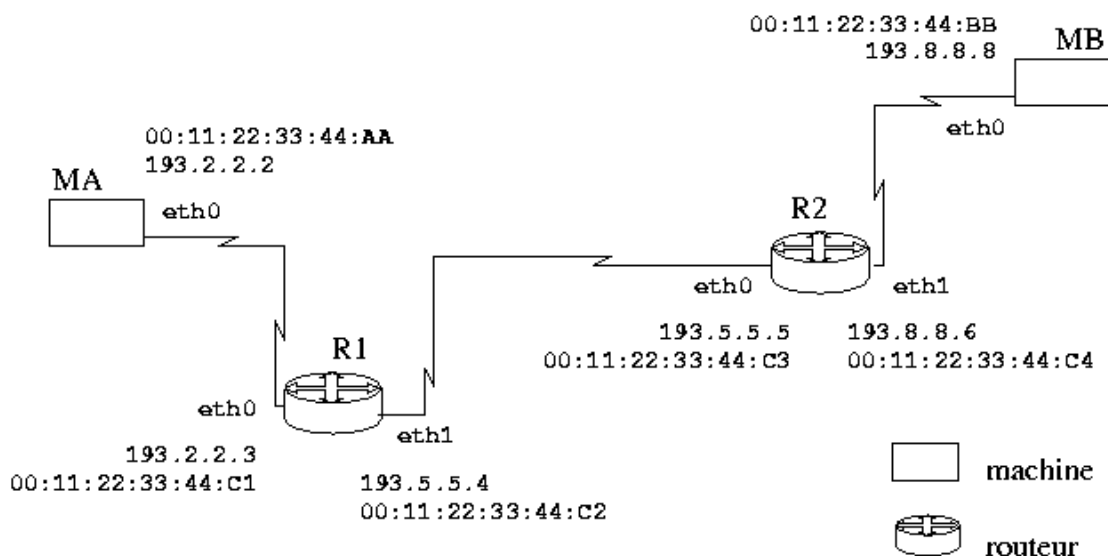 00:11:22:33:44:BB
193.8.8.8
MB
eth0
00:11:22:33:44:AA
193.2.2.2
MA
eth0
R2
eth0
eth1
193.5.5.5
00:11:22:33:44:C3
193.8.8.6
00:11:22:33:44:C4
R1
eth0
eth1
193.2.2.3
00:11:22:33:44:C1
193.5.5.4
00:11:22:33:44:C2
machine
routeur